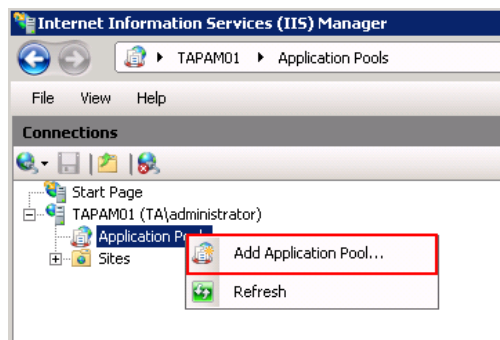 Internet Information Services (IIS) Manager
TAPAM01 Application Pools
File View Help
Connections
Start Page
TAPAM01 (TA\administrator)
Application
Add Application Pool...
Sites
Refresh